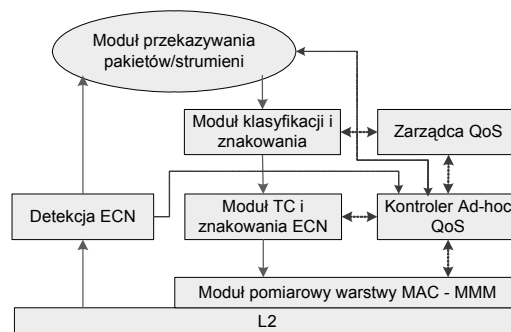 Moduł przekazywania
pakietów/strumieni
Moduł klasyfikacji i
znakowania
Zarządca QoS
Detekcja ECN
Moduł TC i
znakowania ECN
Kontroler Ad-hoc
QoS
Moduł pomiarowy warstwy MAC - MMM
L2